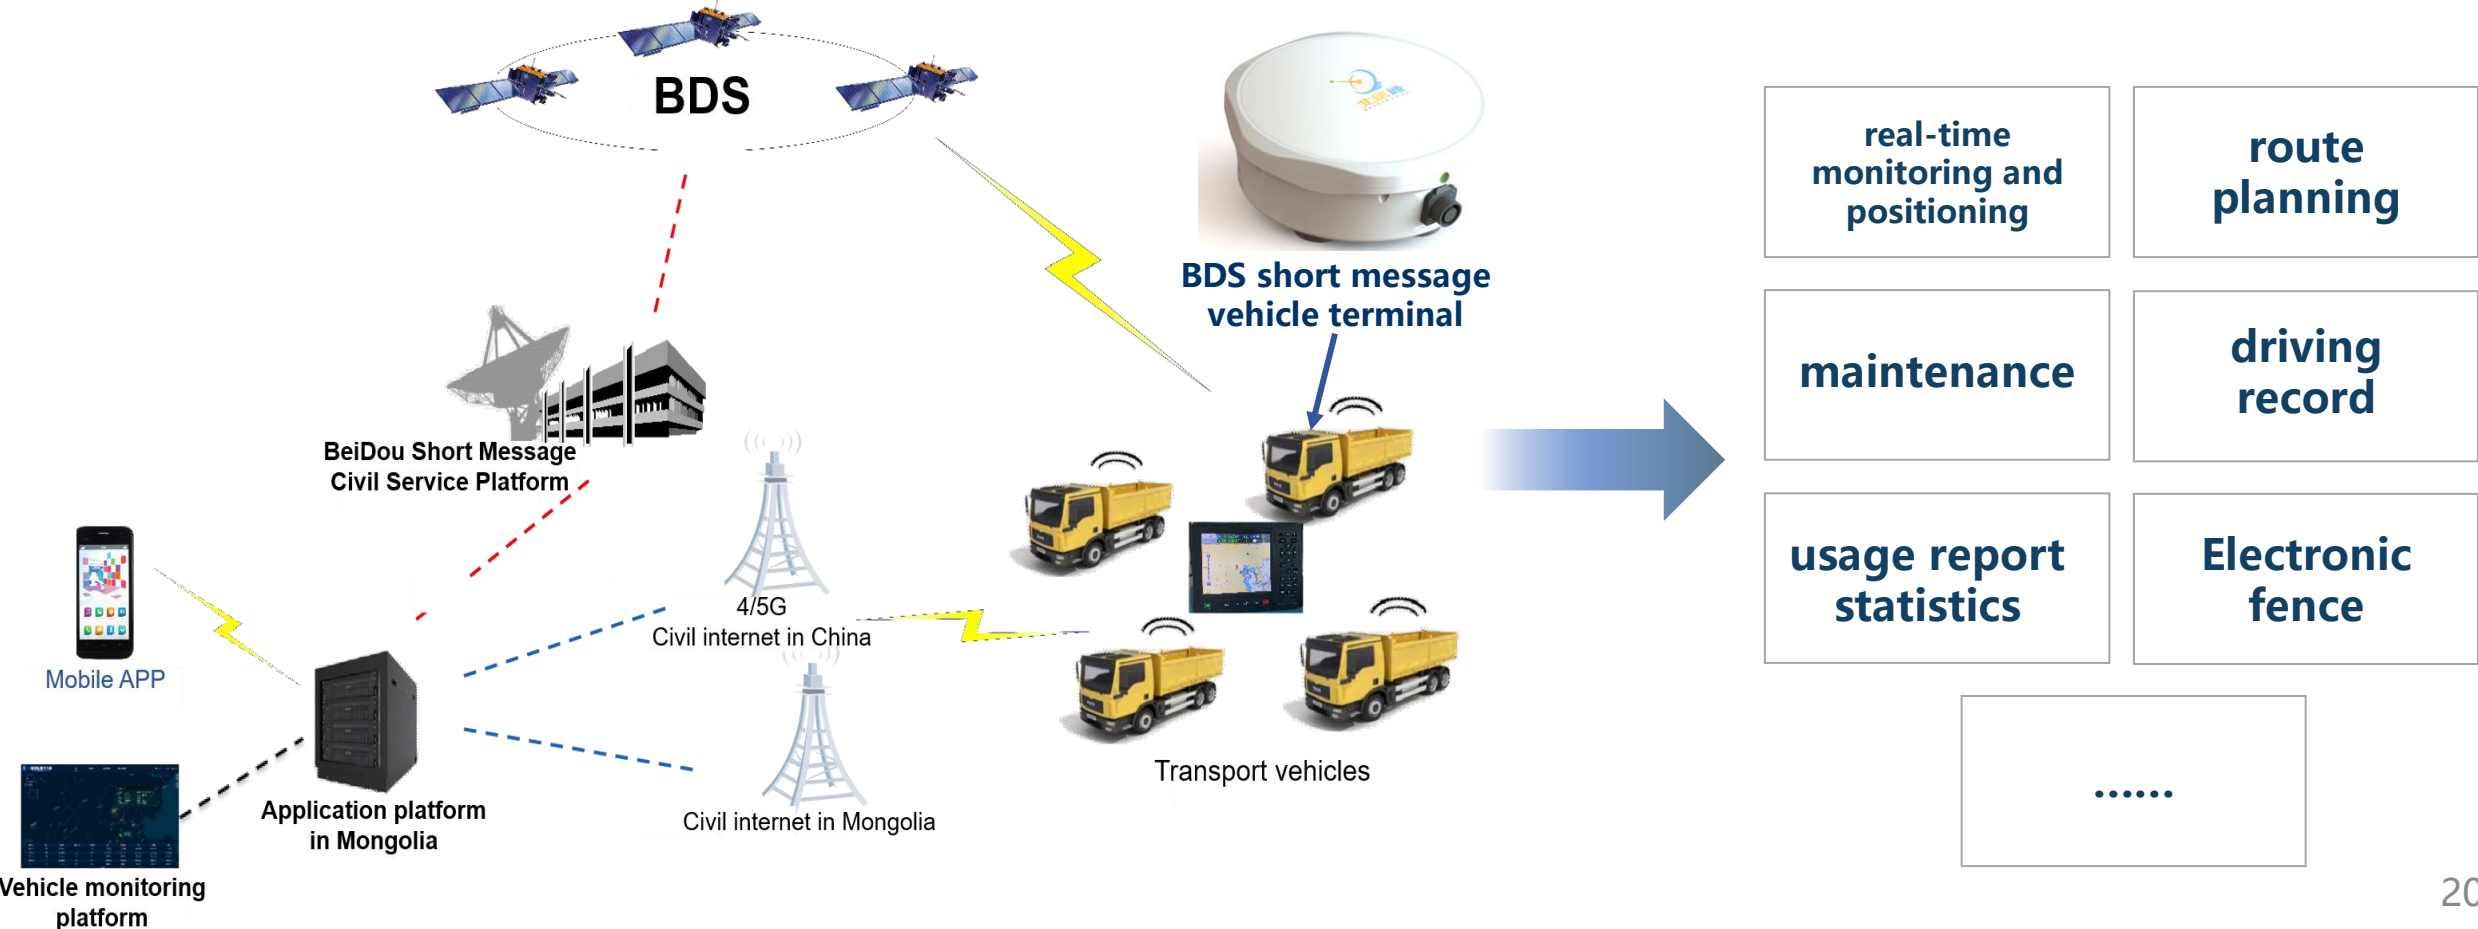 BDS
BDS short message
vehicle terminal
BeiDou Short Message
Civil Service Platform
4/5G
Civil internet in China
Mobile APP
Application platform
in Mongolia
Civil internet in Mongolia
Vehicle monitoring
platform
Transport vehicles
real-time
monitoring and
positioning
route
planning
maintenance
driving
record
usage report
statistics
Electronic
fence
......
20